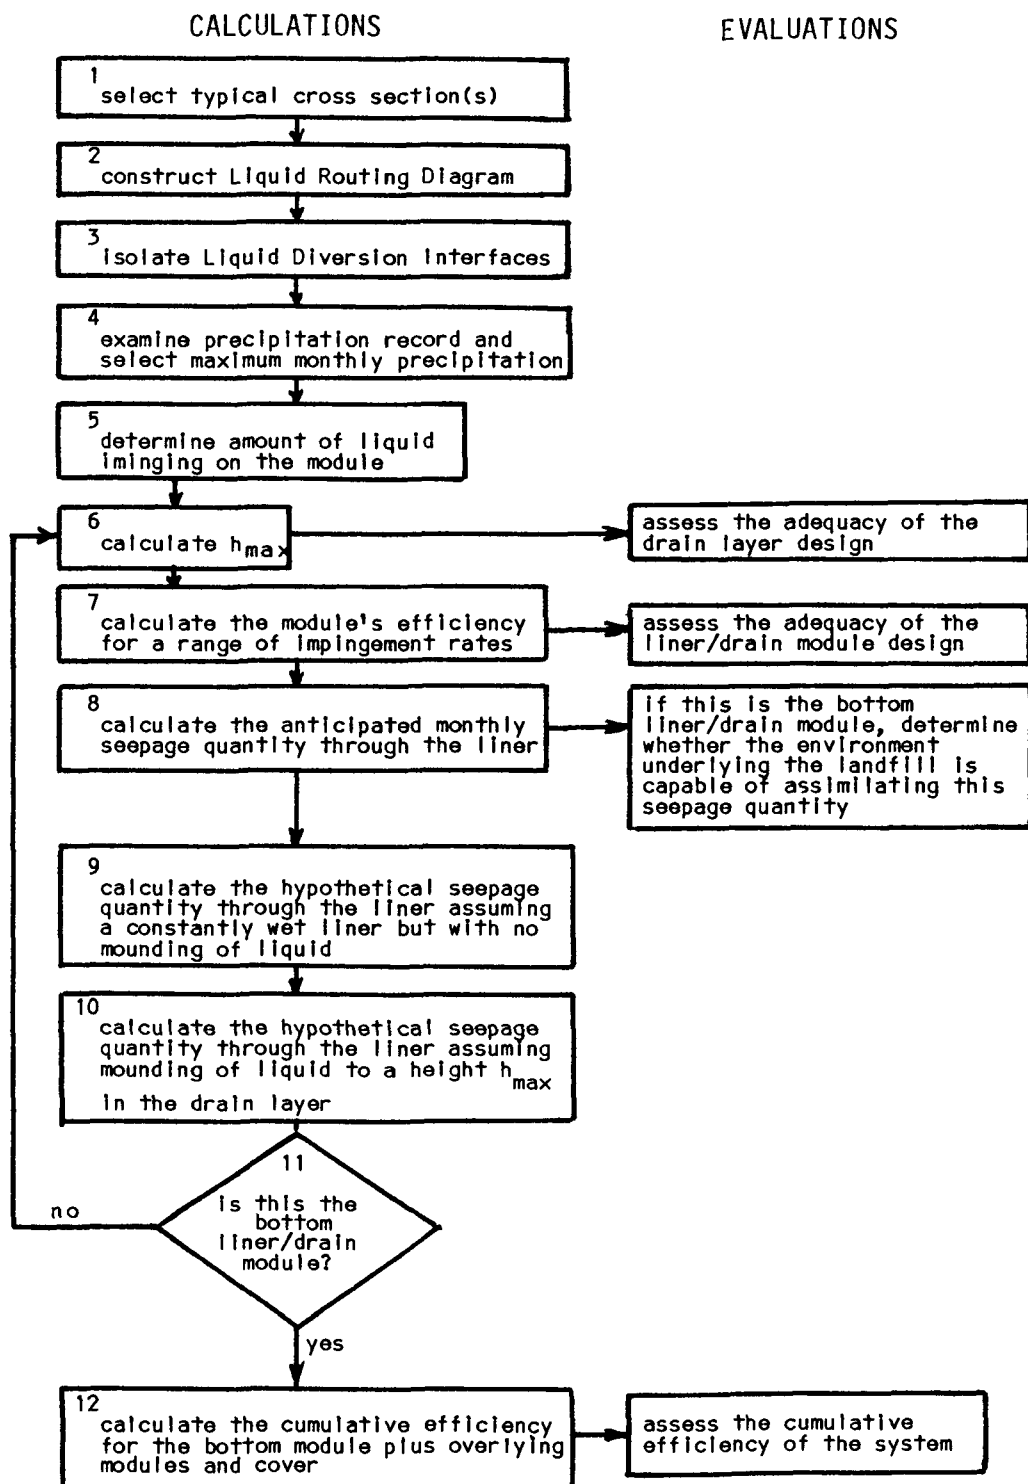 CALCULATIONS
EVALUATIONS
1
select typical cross section(s)
2
construct Liquid Routing Diagram
3
isolate Liquid Diversion Interfaces
4
examine precipitation record and
select maximum monthly precipitation
5
determine amount of liquid
iminging on the module
6
calculate hmax
assess the adequacy of the
drain layer design
7
calculate the module's efficiency
for a range of impingement rates
assess the adequacy of the
liner/drain module design
8
calculate the anticipated monthly
seepage quantity through the liner
if this is the bottom
liner/drain module, determine
whether the environment
underlying the landfill is
capable of assimilating this
seepage quantity
9
calculate the hypothetical seepage
quantity through the liner assuming
a constantly wet liner but with no
mounding of liquid
10
calculate the hypothetical seepage
quantity through the liner assuming
mounding of liquid to a height hmax
in the drain layer
11
is this the
bottom
liner/drain
module?
no
yes
12
calculate the cumulative efficiency
for the bottom module plus overlying
modules and cover
assess the cumulative
efficiency of the system